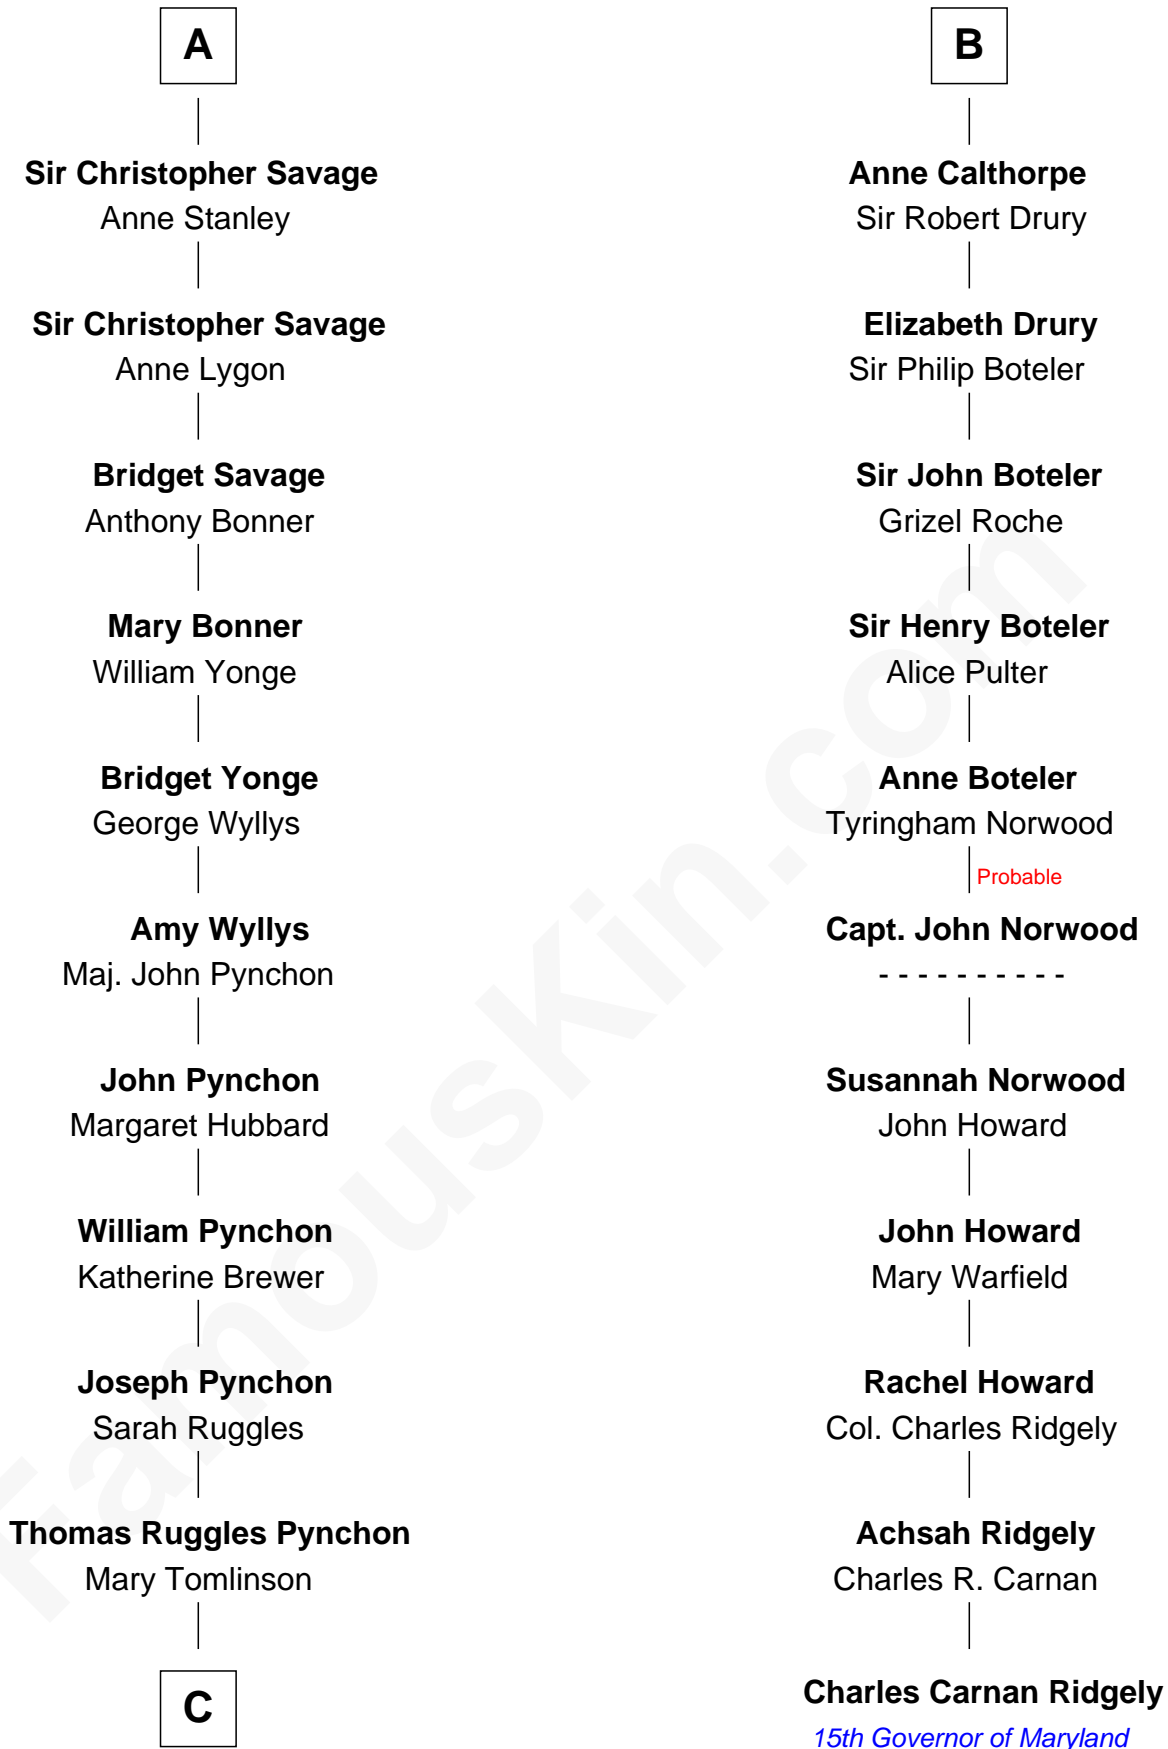 A
Sir Christopher Savage
Anne Stanley
Sir Christopher Savage
Anne Lygon
Bridget Savage
Anthony Bonner
Mary Bonner
William Yonge
Bridget Yonge
George Wyllys
Amy Wyllys
Maj. John Pynchon
John Pynchon
Margaret Hubbard
William Pynchon
Katherine Brewer
Joseph Pynchon
Sarah Ruggles
Thomas Ruggles Pynchon
Mary Tomlinson
C
B
Anne Calthorpe
Sir Robert Drury
Elizabeth Drury
Sir Philip Boteler
Sir John Boteler
Grizel Roche
Sir Henry Boteler
Alice Pulter
Anne Boteler
Tyringham Norwood
Probable
Capt. John Norwood
- - - - - - - - - -
Susannah Norwood
John Howard
John Howard
Mary Warfield
Rachel Howard
Col. Charles Ridgely
Achsah Ridgely
Charles R. Carnan
Charles Carnan Ridgely
15th Governor of Maryland
FamousKin.com